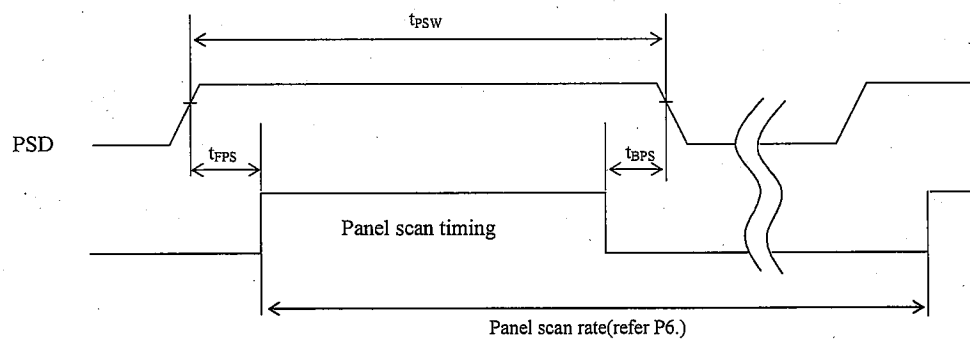 tPSW
PSD
tFPS
tBPS
Panel scan timing
Panel scan rate(refer P6.)